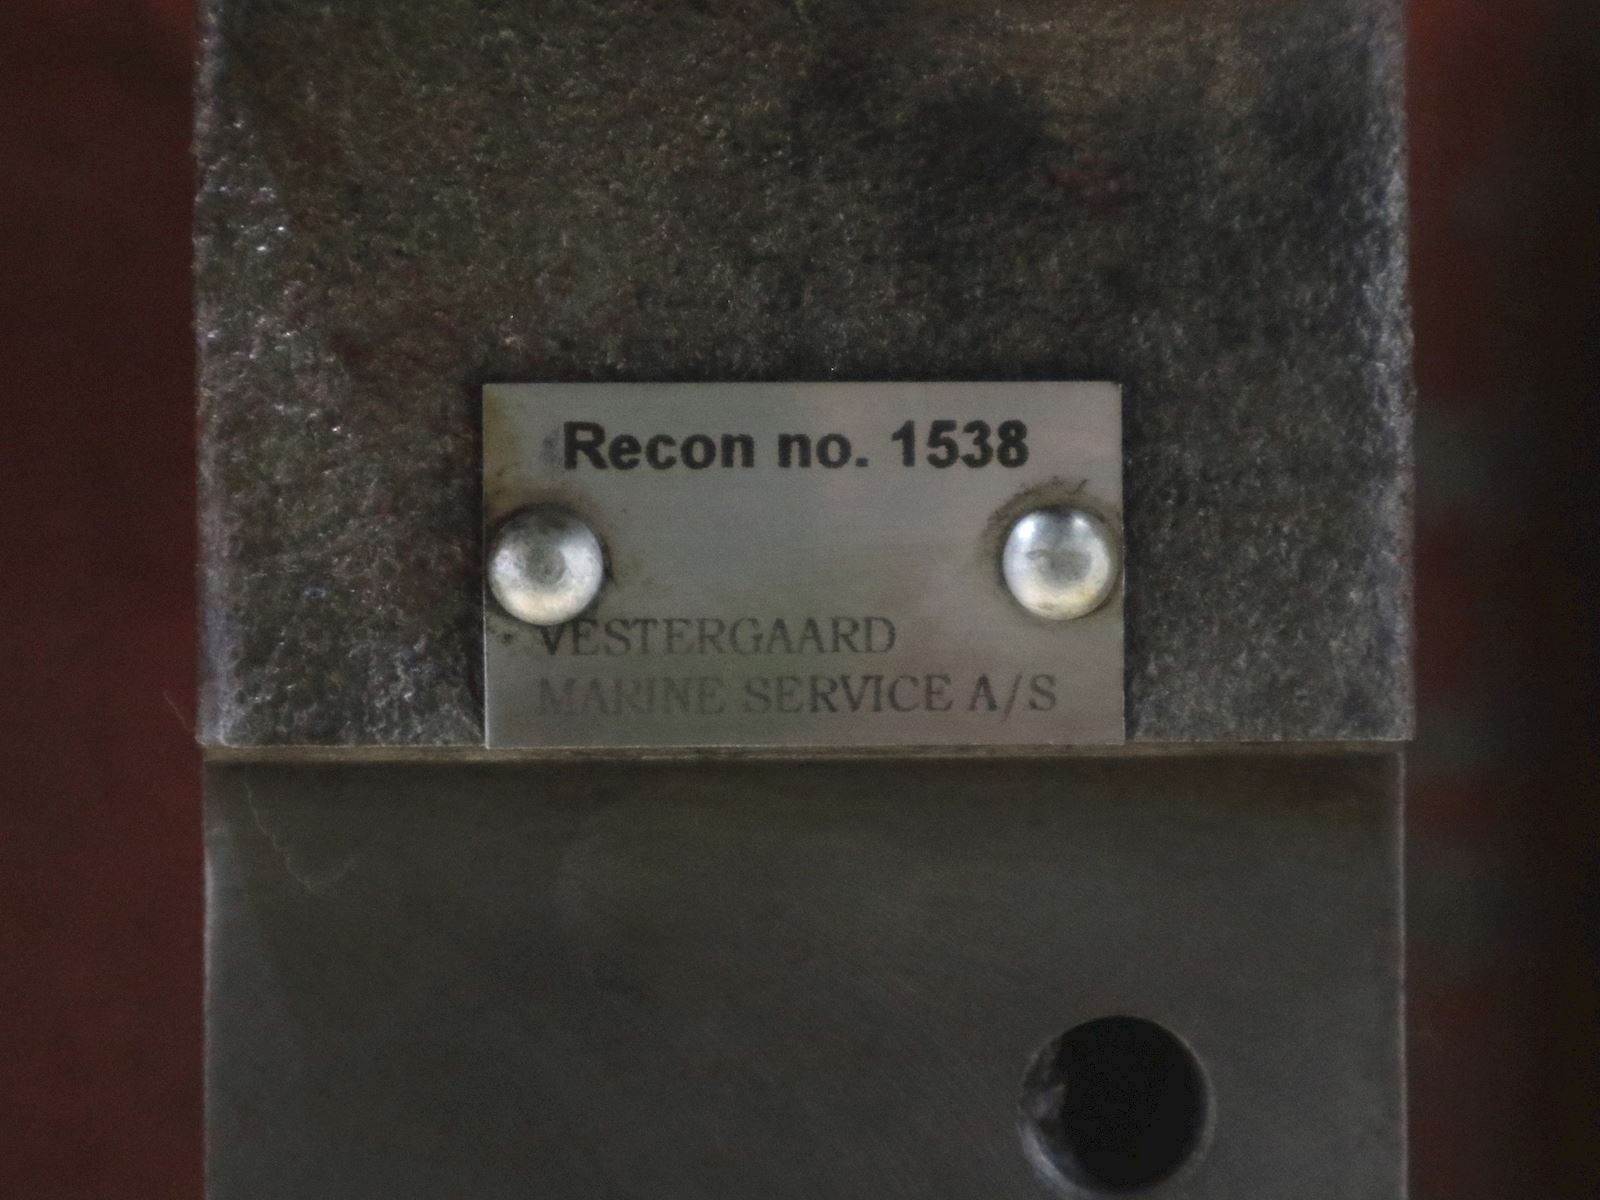 Recon no. 1538
VESTERGAARD
MARINE SERVICE A/S